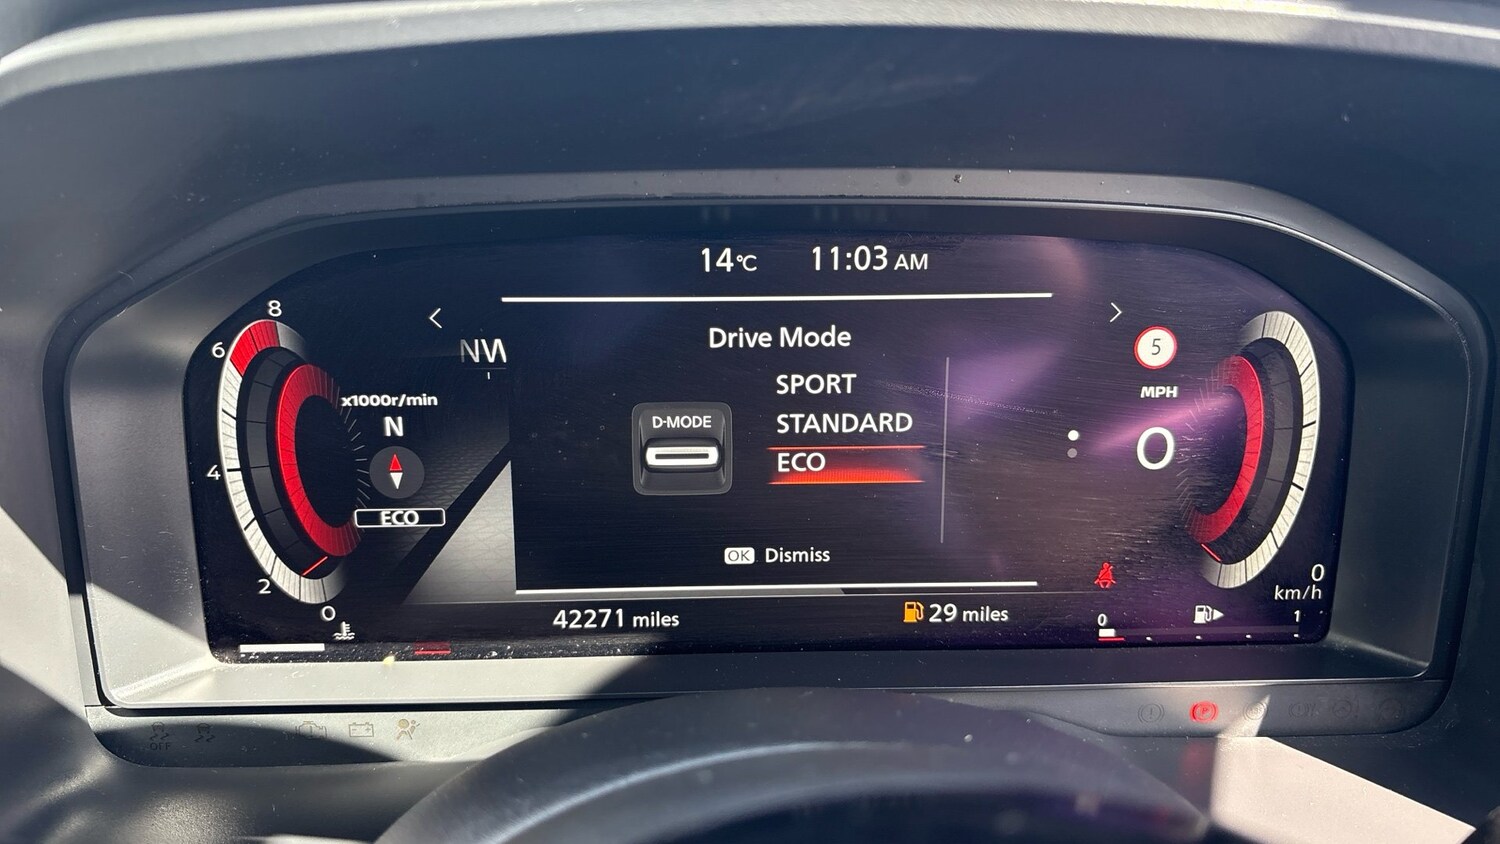 14°C 11:03 AM
Drive Mode
SPORT
STANDARD
ECO
D-MODE
OK Dismiss
NW
8
6
4
2
0
x1000r/min
N
ECO
5
MPH
0
0
km/h
42271 miles
29 miles
0 1
OFF